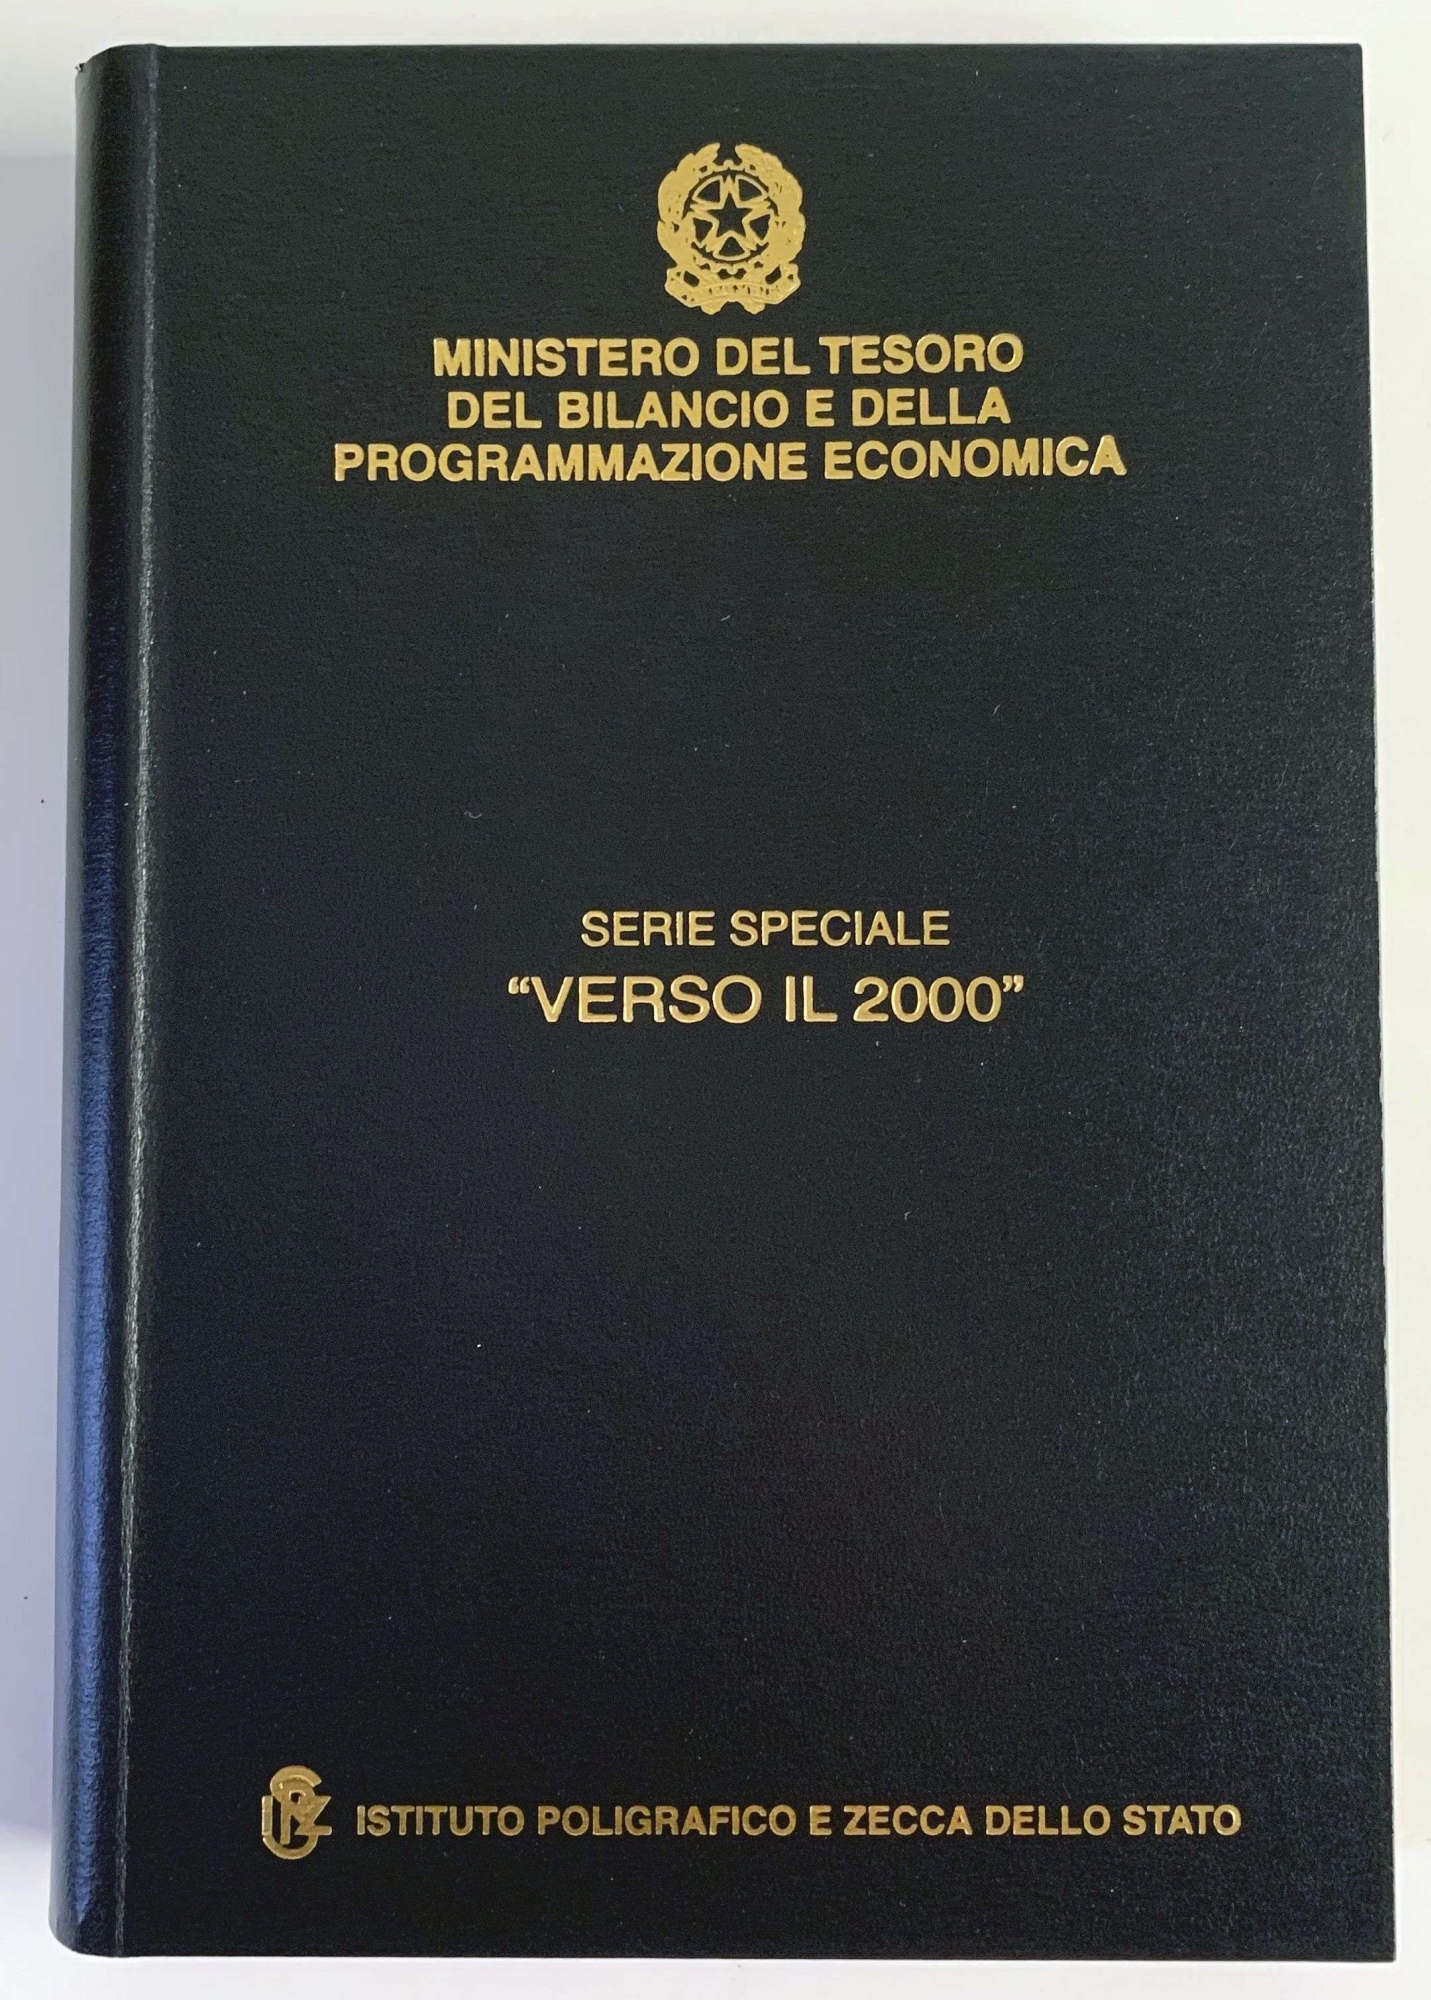 MINISTERO DEL TESORO
DEL BILANCIO E DELLA
PROGRAMMAZIONE ECONOMICA
SERIE SPECIALE
“VERSO IL 2000”
ISTITUTO POLIGRAFICO E ZECCA DELLO STATO